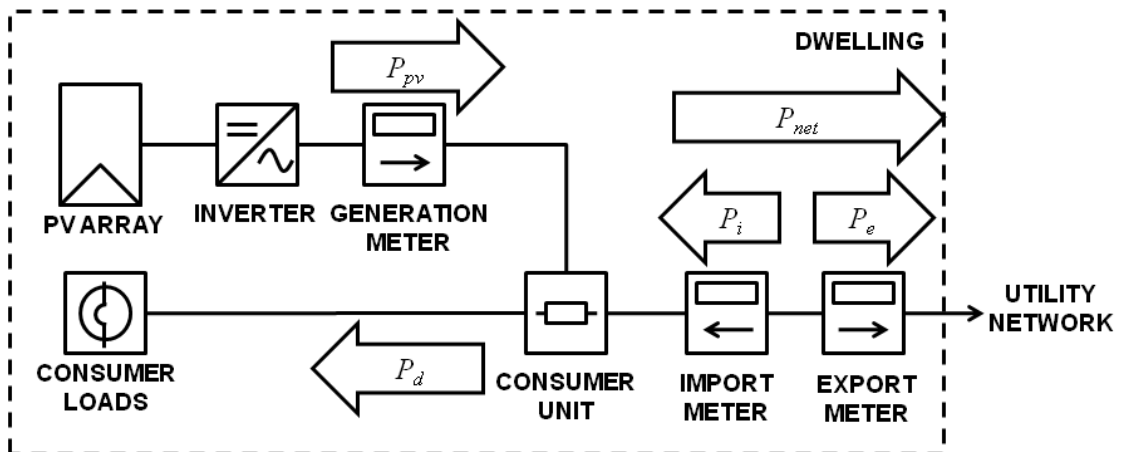 DWELLING
P_pv
P_net
PV ARRAY
INVERTER
GENERATION
METER
P_i
P_e
CONSUMER
LOADS
P_d
CONSUMER
UNIT
IMPORT
METER
EXPORT
METER
UTILITY
NETWORK